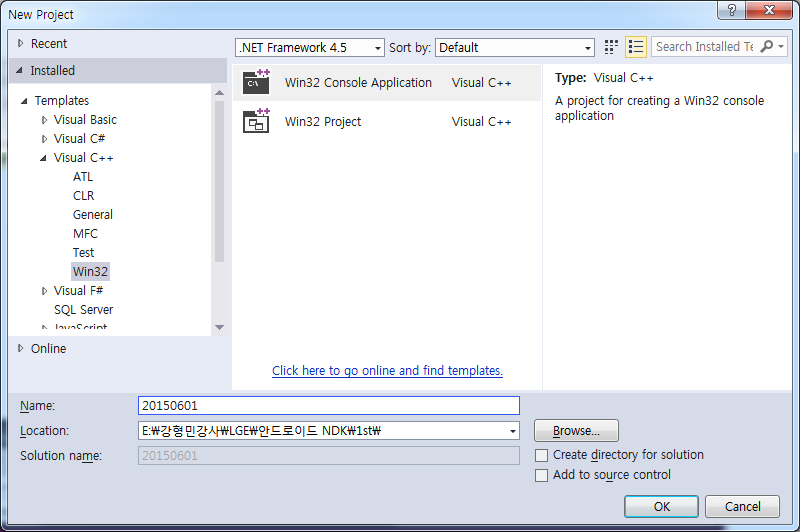 New Project
Recent
Installed
Templates
Visual Basic
Visual C#
Visual C++
ATL
CLR
General
MFC
Test
Win32
Visual F#
SQL Server
JavaScript
Online
.NET Framework 4.5
Sort by:
Default
Search Installed Te
Win32 Console Application Visual C++
Win32 Project Visual C++
Click here to go online and find templates.
Type: Visual C++
A project for creating a Win32 console
application
Name: 20150601
Location: E:₩강형민강사₩LGE₩안드로이드 NDK₩1st₩ Browse...
Solution name: 20150601
Create directory for solution
Add to source control
OK Cancel